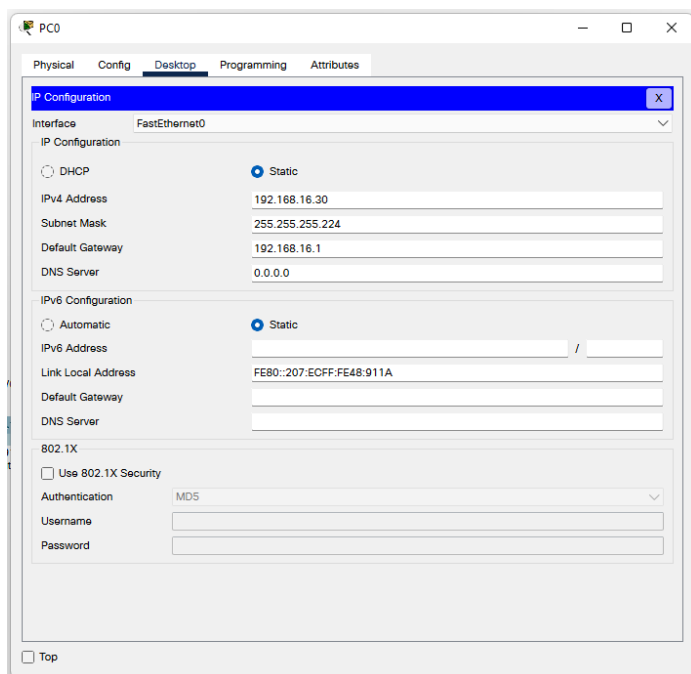 PC0
Physical Config Desktop Programming Attributes
IP Configuration X
Interface FastEthernet0
IP Configuration
DHCP Static
IPv4 Address 192.168.16.30
Subnet Mask 255.255.255.224
Default Gateway 192.168.16.1
DNS Server 0.0.0.0
IPv6 Configuration
Automatic Static
IPv6 Address /
Link Local Address FE80::207:ECFF:FE48:911A
Default Gateway
DNS Server
802.1X
Use 802.1X Security
Authentication MD5
Username
Password
Top